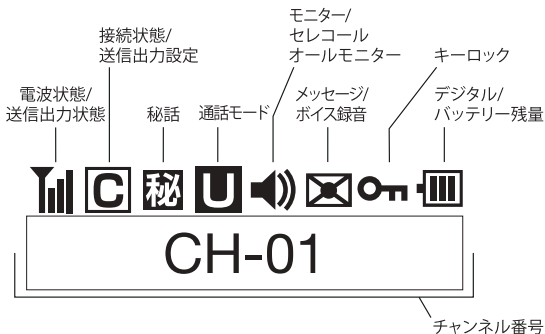 モニター/
セレコール
オールモニター
接続状態/
送信出力設定
キーロック
電波状態/
送信出力状態
秘話
通話モード
メッセージ/
ボイス録音
デジタル/
バッテリー残量
C
秘
U
CH-01
チャンネル番号